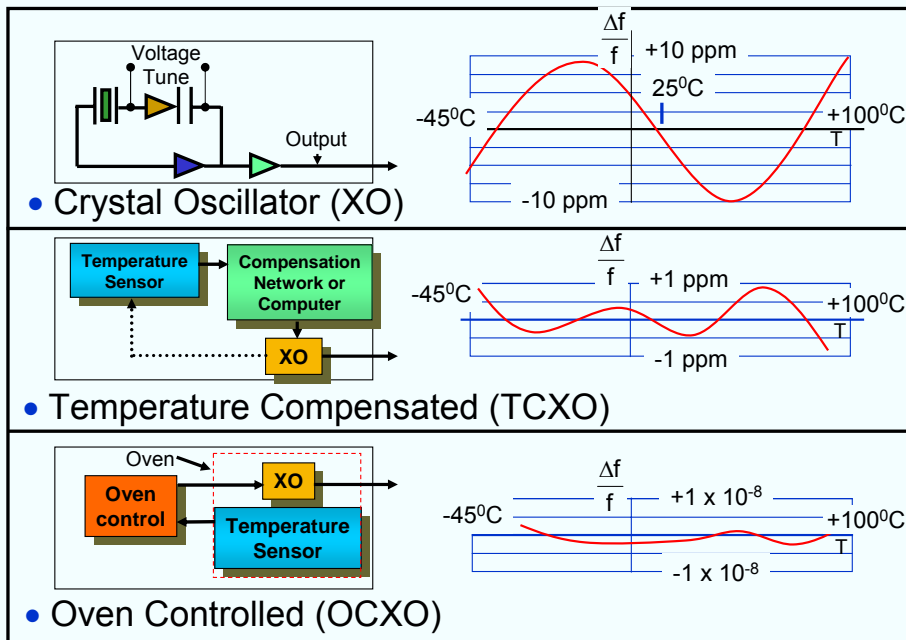 Voltage
Tune
Output
Δf
f
+10 ppm
25⁰C
-45⁰C
+100⁰C
T
-10 ppm
• Crystal Oscillator (XO)
Temperature
Sensor
Compensation
Network or
Computer
XO
Δf
f
+1 ppm
-45⁰C
+100⁰C
T
-1 ppm
• Temperature Compensated (TCXO)
Oven
Oven
control
XO
Temperature
Sensor
Δf
f
+1 x 10⁻⁸
-45⁰C
+100⁰C
T
-1 x 10⁻⁸
• Oven Controlled (OCXO)